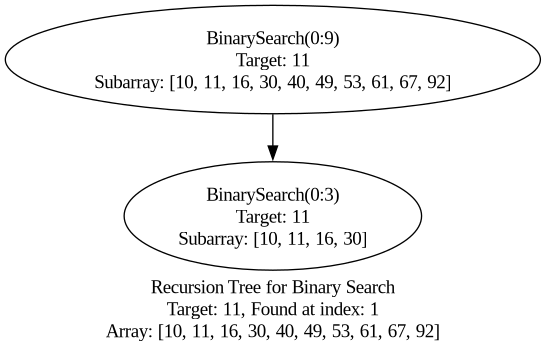 BinarySearch(0:9)
Target: 11
Subarray: [10, 11, 16, 30, 40, 49, 53, 61, 67, 92]
BinarySearch(0:3)
Target: 11
Subarray: [10, 11, 16, 30]
Recursion Tree for Binary Search
Target: 11, Found at index: 1
Array: [10, 11, 16, 30, 40, 49, 53, 61, 67, 92]